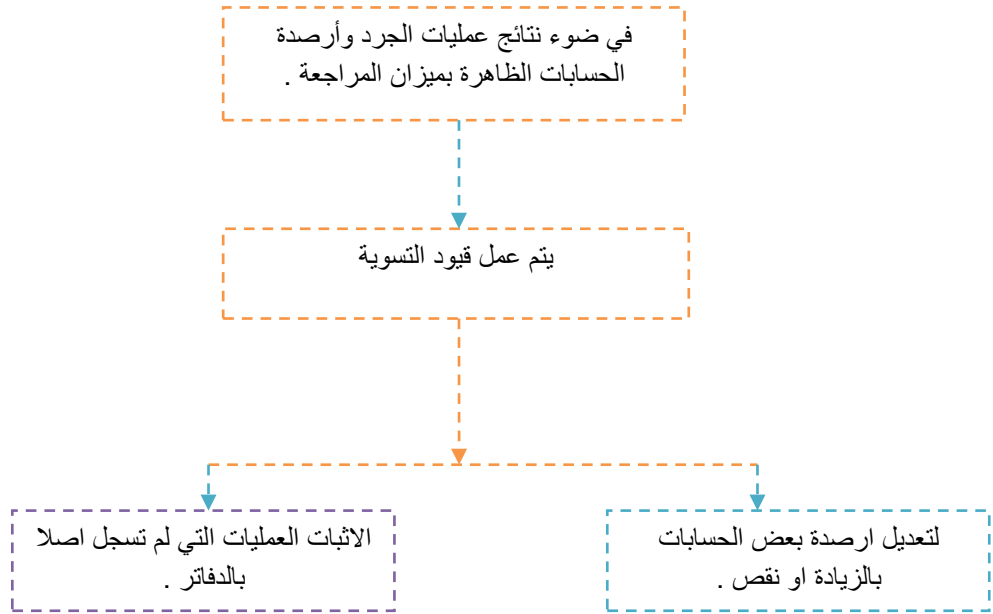 في ضوء نتائج عمليات الجرد وأرصدة
الحسابات الظاهرة بميزان المراجعة .
يتم عمل قيود التسوية
لتعديل ارصدة بعض الحسابات
بالزيادة او نقص .
الاثبات العمليات التي لم تسجل اصلا
بالدفاتر .